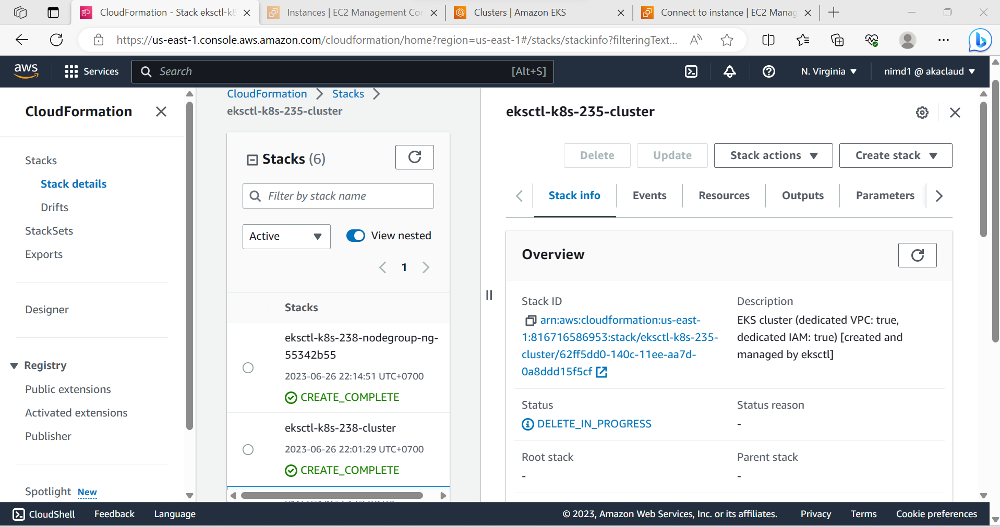 CloudFormation - Stack eksctl-k8
Instances | EC2 Management Con
Clusters | Amazon EKS
Connect to instance | EC2 Manag
https://us-east-1.console.aws.amazon.com/cloudformation/home?region=us-east-1#/stacks/stackinfo?filteringText...
aws
Services
Search
[Alt+S]
N. Virginia
nimd1 @ akaclaud
CloudFormation
Stacks
Stack details
Drifts
StackSets
Exports
Designer
Registry
Public extensions
Activated extensions
Publisher
Spotlight New
CloudFormation > Stacks >
eksctl-k8s-235-cluster
Stacks (6)
Filter by stack name
Active
View nested
1
Stacks
eksctl-k8s-238-nodegroup-ng-
55342b55
2023-06-26 22:14:51 UTC+0700
CREATE_COMPLETE
eksctl-k8s-238-cluster
2023-06-26 22:01:29 UTC+0700
CREATE_COMPLETE
eksctl-k8s-235-cluster
Delete
Update
Stack actions
Create stack
Stack info
Events
Resources
Outputs
Parameters
Overview
Stack ID
arn:aws:cloudformation:us-east-
1:816716586953:stack/eksctl-k8s-235-
cluster/62ff5dd0-140c-11ee-aa7d-
0a8ddd15f5cf
Description
EKS cluster (dedicated VPC: true,
dedicated IAM: true) [created and
managed by eksctl]
Status
DELETE_IN_PROGRESS
Status reason
-
Root stack
-
Parent stack
-
CloudShell
Feedback
Language
© 2023, Amazon Web Services, Inc. or its affiliates.
Privacy
Terms
Cookie preferences